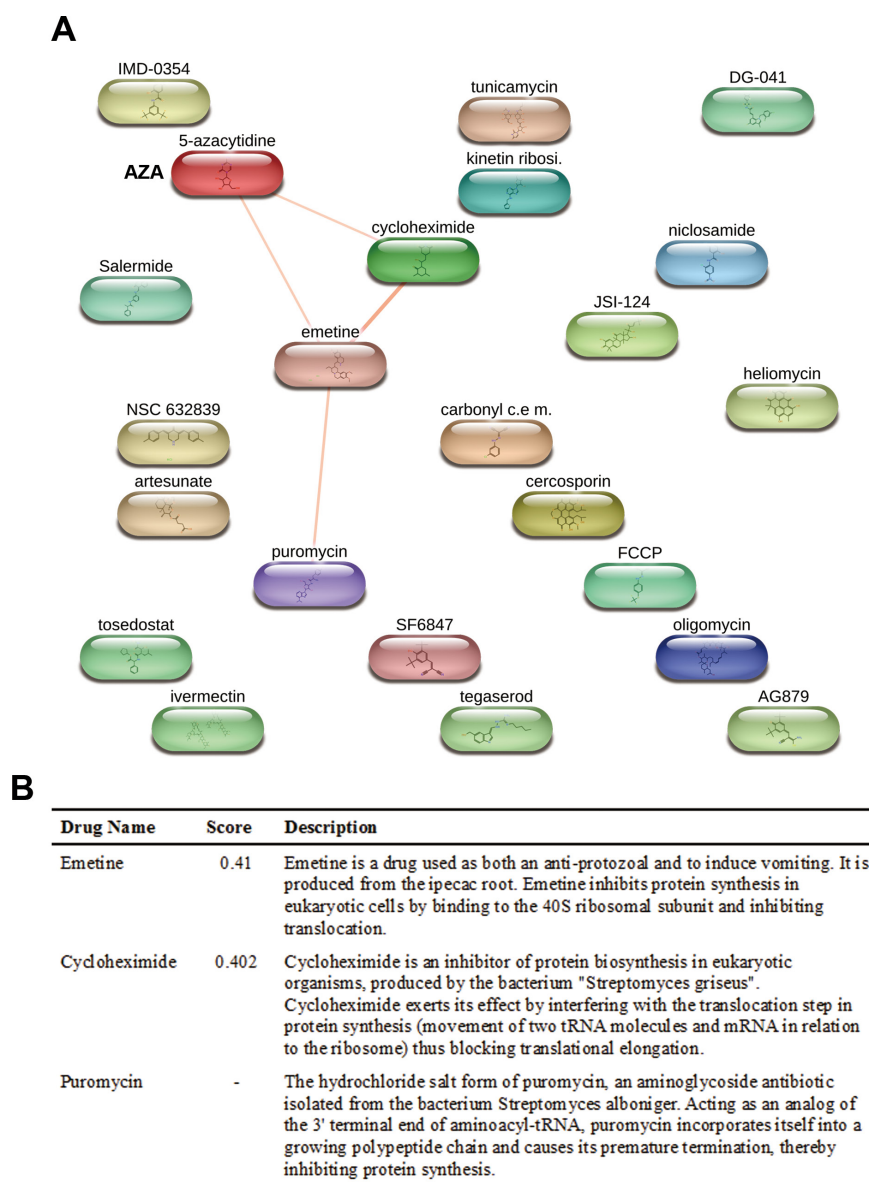 A
IMD-0354
tunicamycin
DG-041
5-azacytidine
AZA
kinetin ribosi.
cycloheximide
niclosamide
Salermide
JSI-124
emetine
heliomycin
NSC 632839
carbonyl c.e m.
artesunate
cercosporin
puromycin
FCCP
tosedostat
SF6847
oligomycin
ivermectin
tegaserod
AG879
B
Drug Name Score Description
Emetine 0.41 Emetine is a drug used as both an anti-protozoal and to induce vomiting. It is
produced from the ipecac root. Emetine inhibits protein synthesis in
eukaryotic cells by binding to the 40S ribosomal subunit and inhibiting
translocation.
Cycloheximide 0.402 Cycloheximide is an inhibitor of protein biosynthesis in eukaryotic
organisms, produced by the bacterium "Streptomyces griseus".
Cycloheximide exerts its effect by interfering with the translocation step in
protein synthesis (movement of two tRNA molecules and mRNA in relation
to the ribosome) thus blocking translational elongation.
Puromycin - The hydrochloride salt form of puromycin, an aminoglycoside antibiotic
isolated from the bacterium Streptomyces alboniger. Acting as an analog of
the 3' terminal end of aminoacyl-tRNA, puromycin incorporates itself into a
growing polypeptide chain and causes its premature termination, thereby
inhibiting protein synthesis.